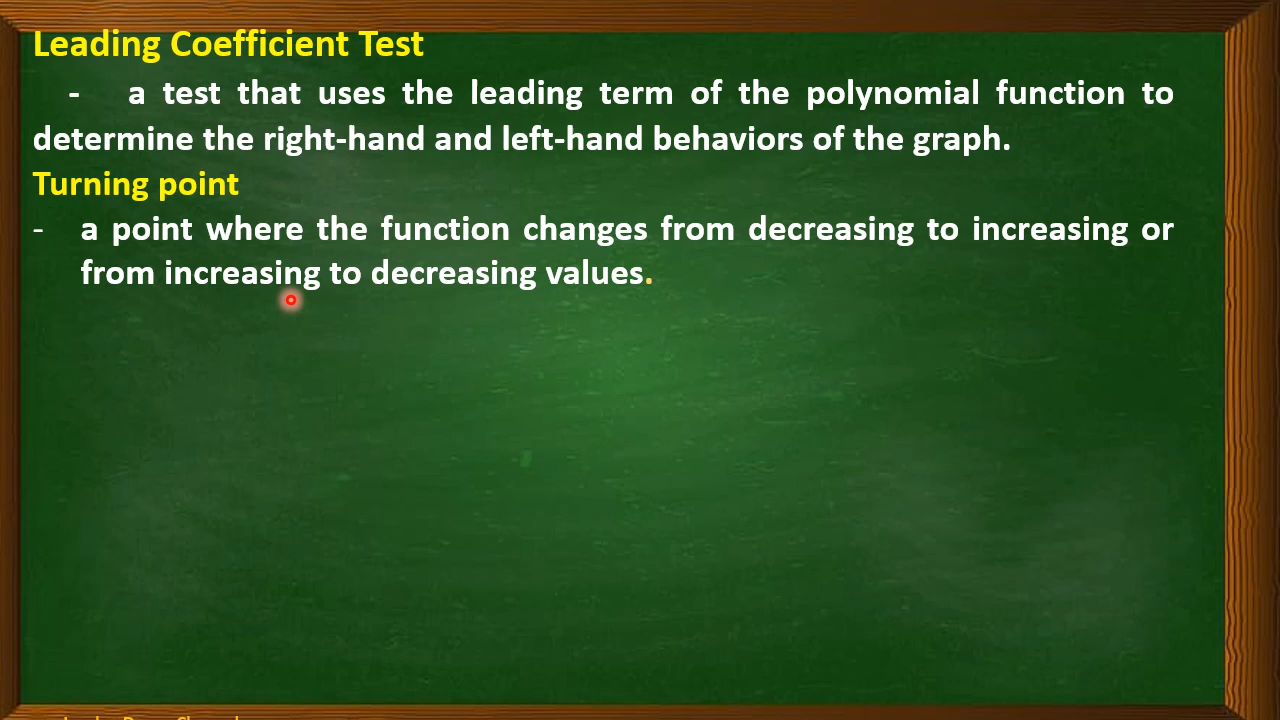 Leading Coefficient Test
- a test that uses the leading term of the polynomial function to
determine the right-hand and left-hand behaviors of the graph.
Turning point
- a point where the function changes from decreasing to increasing or
from increasing to decreasing values.